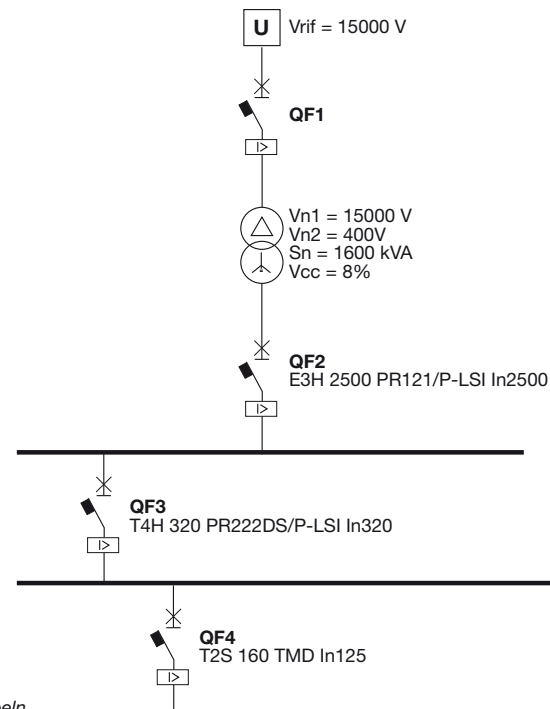 U Vrif = 15000 V
QF1
I>
Vn1 = 15000 V
Vn2 = 400V
Sn = 1600 kVA
Vcc = 8%
QF2
E3H 2500 PR121/P-LSI In2500
I>
QF3
T4H 320 PR222DS/P-LSI In320
I>
QF4
T2S 160 TMD In125
I>